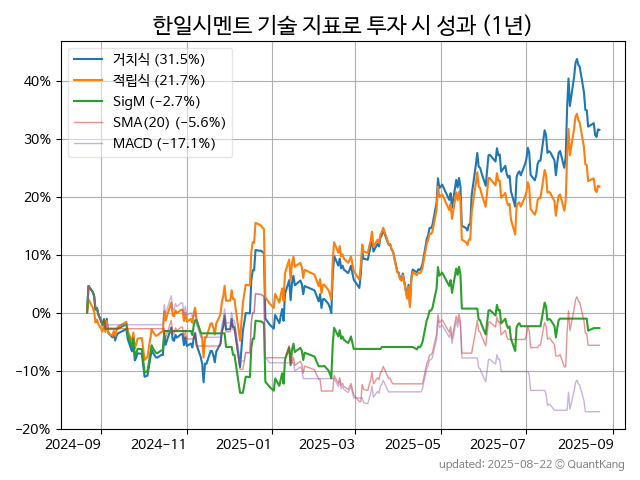 한일시멘트 기술 지표로 투자 시 성과 (1년)
거치식 (31.5%)
적립식 (21.7%)
SigM (−2.7%)
SMA(20) (−5.6%)
MACD (−17.1%)
40%
30%
20%
10%
0%
−10%
−20%
2024-09
2024-11
2025-01
2025-03
2025-05
2025-07
2025-09
updated: 2025-08-22 © QuantKang